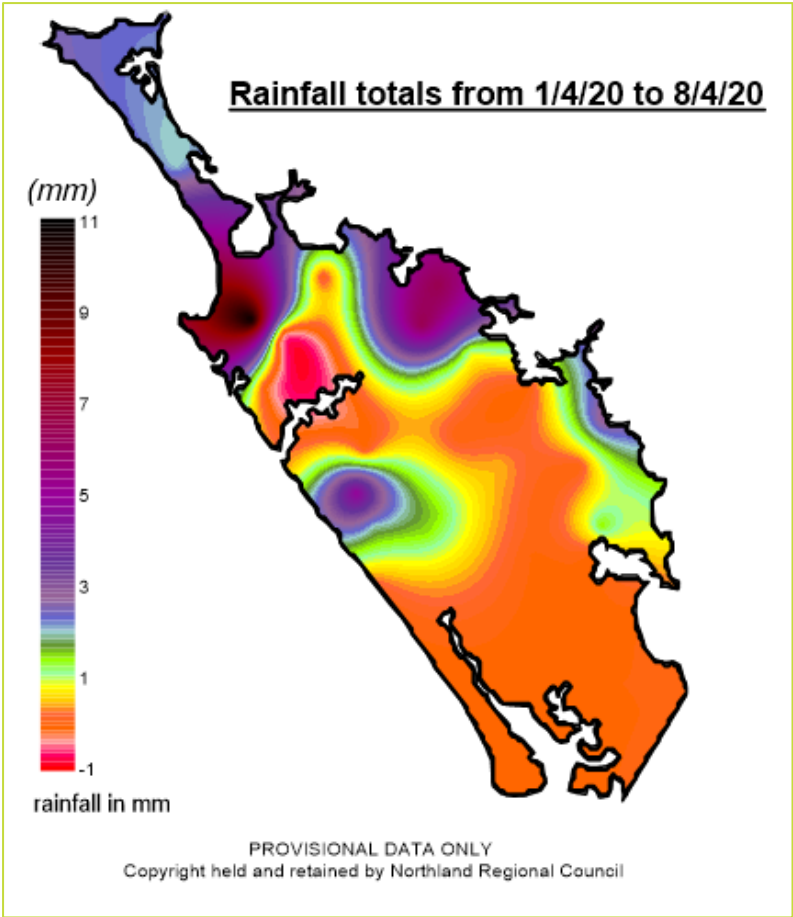 Rainfall totals from 1/4/20 to 8/4/20
(mm)
11
9
7
5
3
1
-1
rainfall in mm
PROVISIONAL DATA ONLY
Copyright held and retained by Northland Regional Council